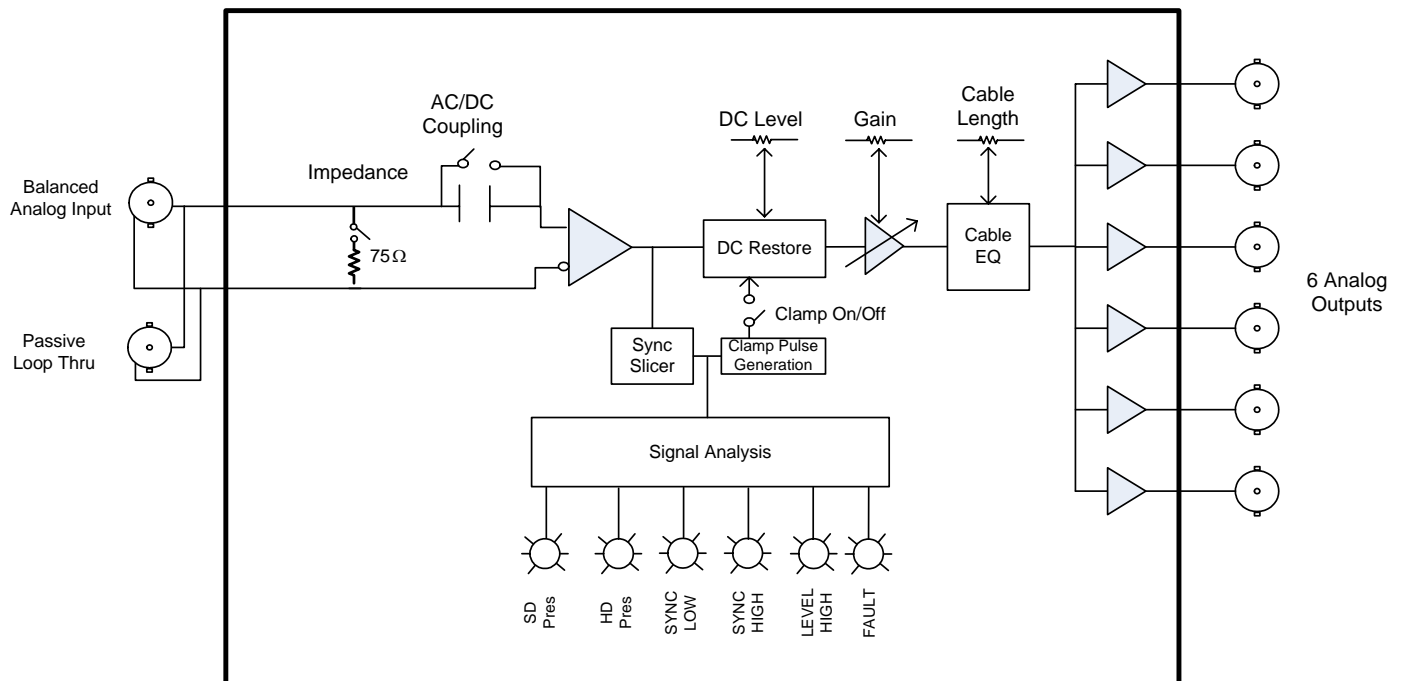 AC/DC
Coupling
DC Level
Gain
Cable
Length
Impedance
Balanced
Analog Input
75Ω
DC Restore
Cable
EQ
6 Analog
Outputs
Clamp On/Off
Passive
Loop Thru
Sync
Slicer
Clamp Pulse
Generation
Signal Analysis
SD
Pres
HD
Pres
SYNC
LOW
SYNC
HIGH
LEVEL
HIGH
FAULT